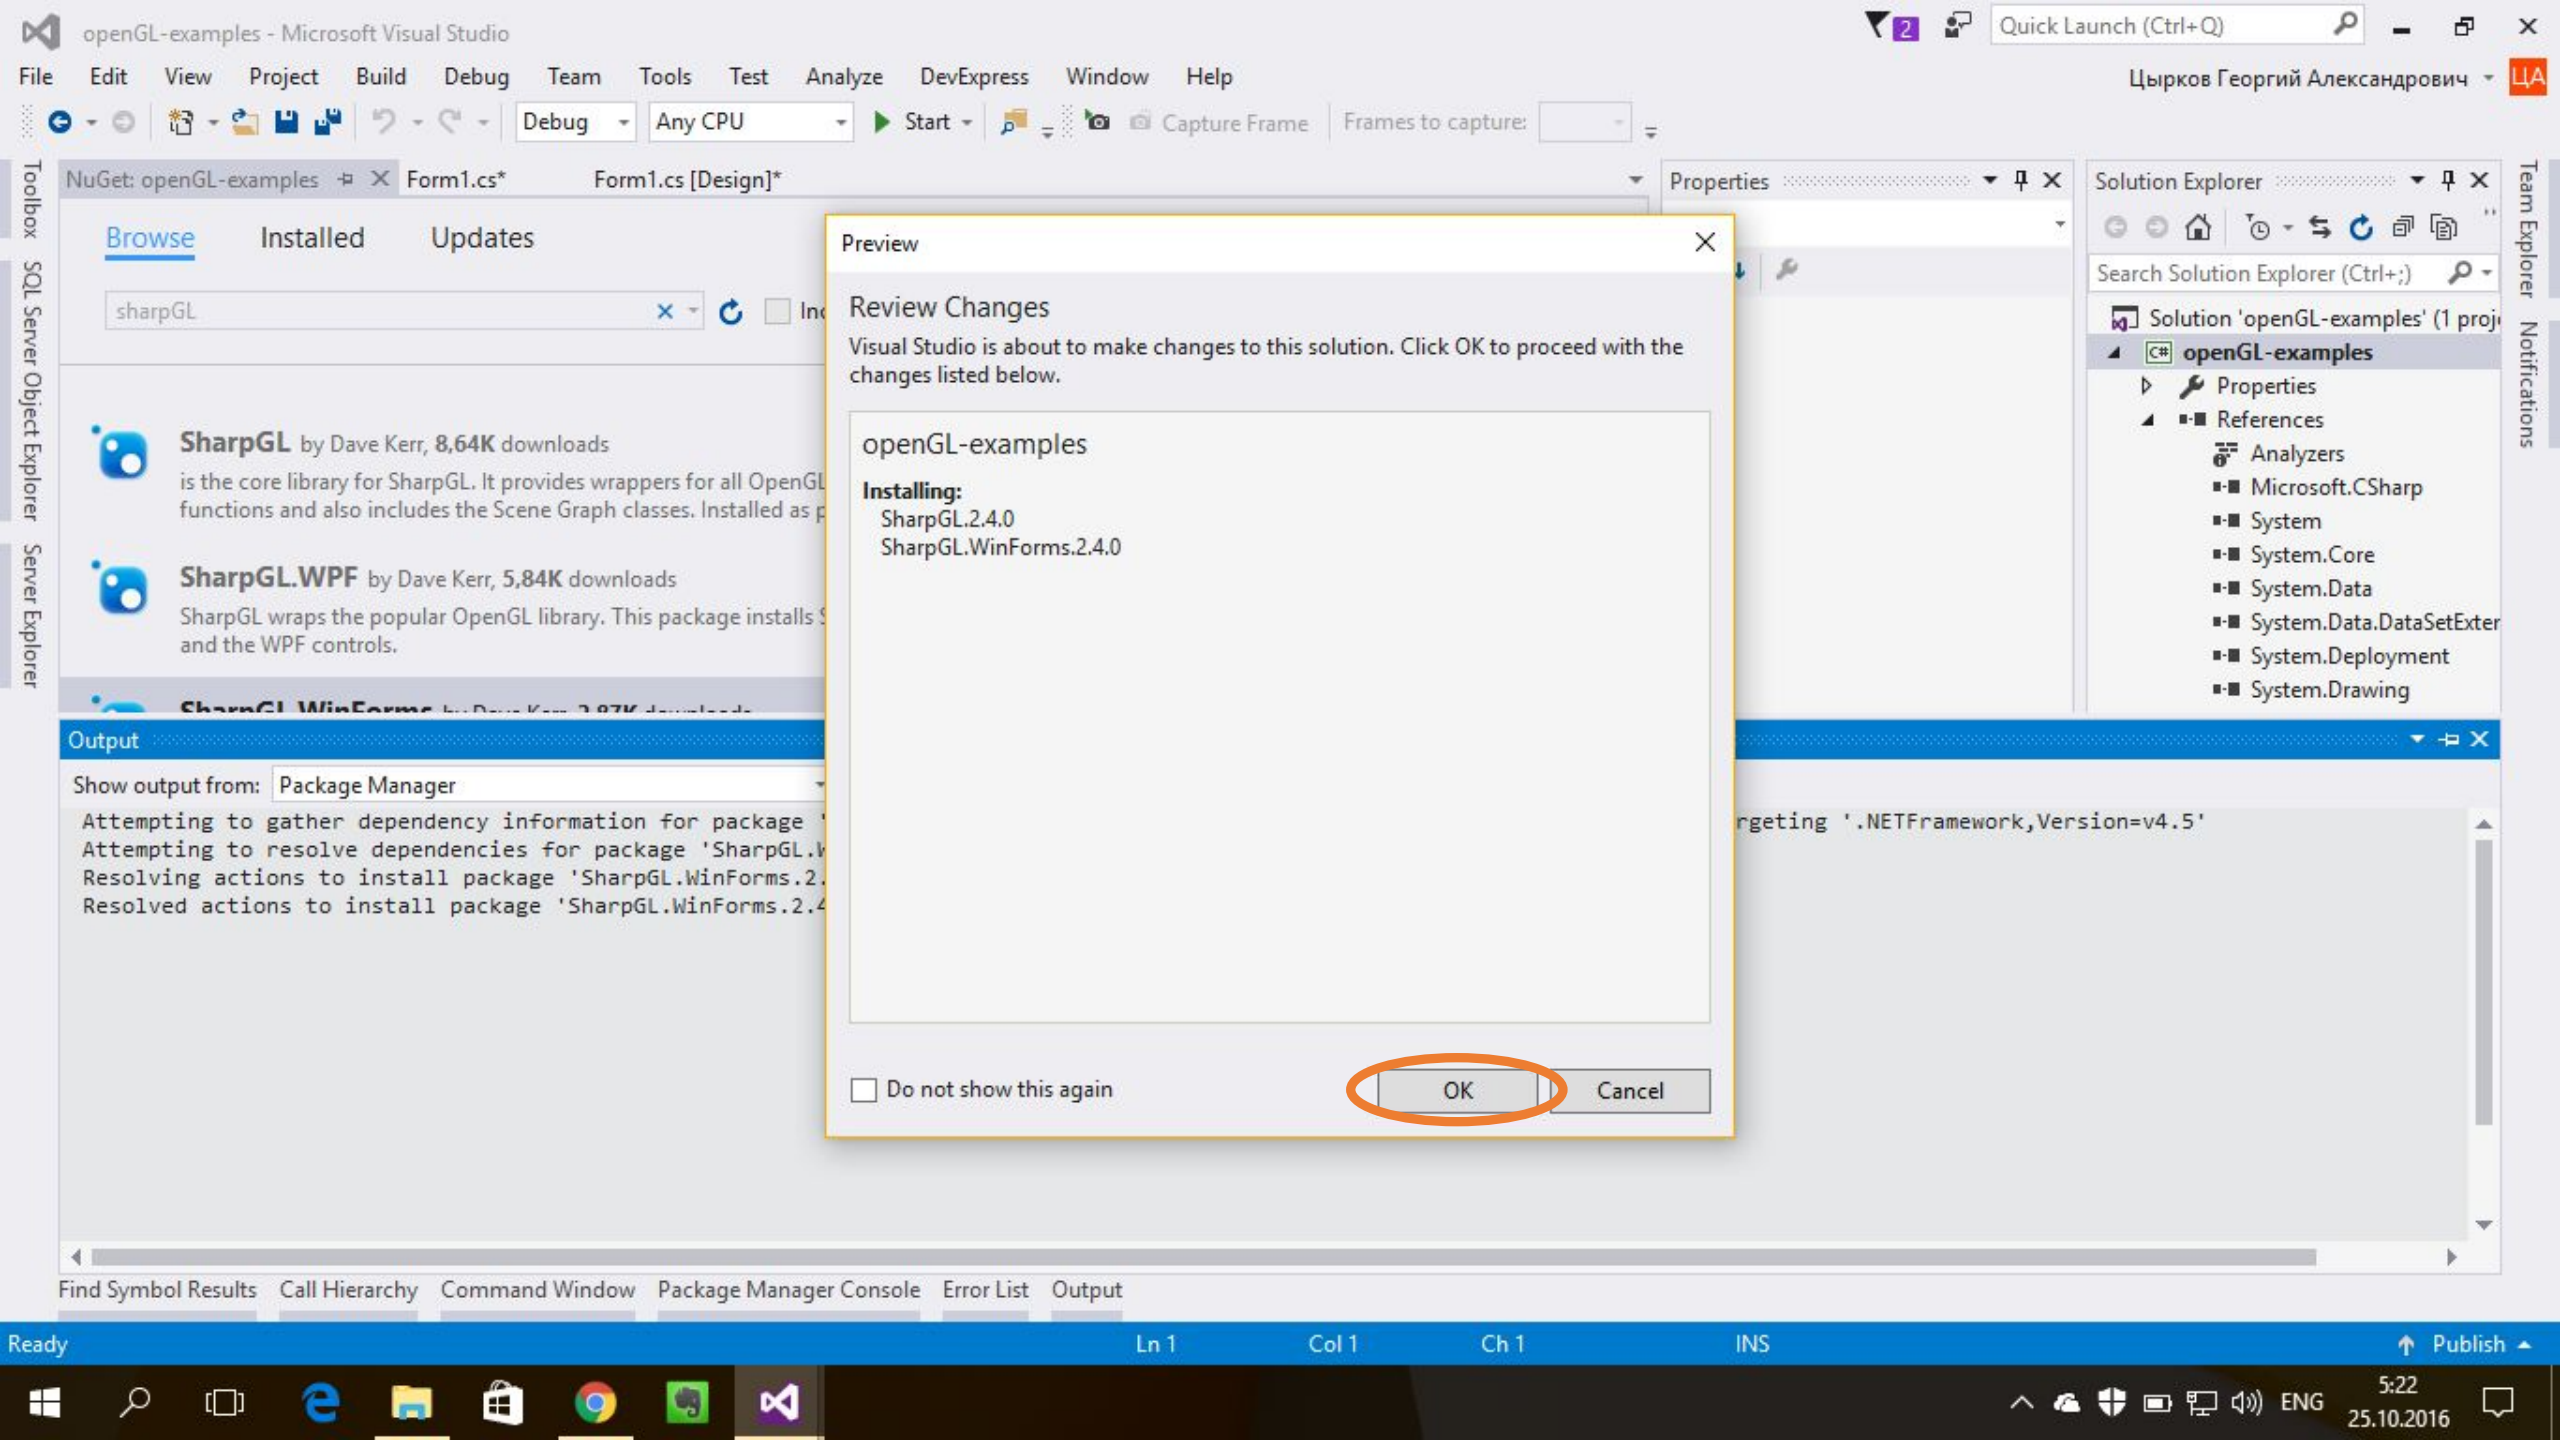 openGL-examples - Microsoft Visual Studio
2
Quick Launch (Ctrl+Q)
File Edit View Project Build Debug Team Tools Test Analyze DevExpress Window Help
Цырков Георгий Александрович
ЦА
Debug
Any CPU
Start
Capture Frame
Frames to capture:
Toolbox
SQL Server Object Explorer
Server Explorer
NuGet: openGL-examples
Form1.cs*
Form1.cs [Design]*
Browse
Installed
Updates
sharpGL
SharpGL by Dave Kerr, 8,64K downloads
is the core library for SharpGL. It provides wrappers for all OpenGL
functions and also includes the Scene Graph classes. Installed as
SharpGL.WPF by Dave Kerr, 5,84K downloads
SharpGL wraps the popular OpenGL library. This package installs
and the WPF controls.
SharpGL.WinForms by Dave Kerr, 2,87K downloads
Preview
Review Changes
Visual Studio is about to make changes to this solution. Click OK to proceed with the
changes listed below.
openGL-examples
Installing:
SharpGL.2.4.0
SharpGL.WinForms.2.4.0
Do not show this again
OK
Cancel
Properties
Solution Explorer
Search Solution Explorer (Ctrl+;)
Solution 'openGL-examples' (1 proj
C# openGL-examples
Properties
References
Analyzers
Microsoft.CSharp
System
System.Core
System.Data
System.Data.DataSetExter
System.Deployment
System.Drawing
Team Explorer
Notifications
Output
Show output from: Package Manager
Attempting to gather dependency information for package '
rgeting '.NETFramework,Version=v4.5'
Attempting to resolve dependencies for package 'SharpGL.W
Resolving actions to install package 'SharpGL.WinForms.2.
Resolved actions to install package 'SharpGL.WinForms.2.4
Find Symbol Results
Call Hierarchy
Command Window
Package Manager Console
Error List
Output
Ready
Ln 1
Col 1
Ch 1
INS
Publish
ENG
5:22
25.10.2016